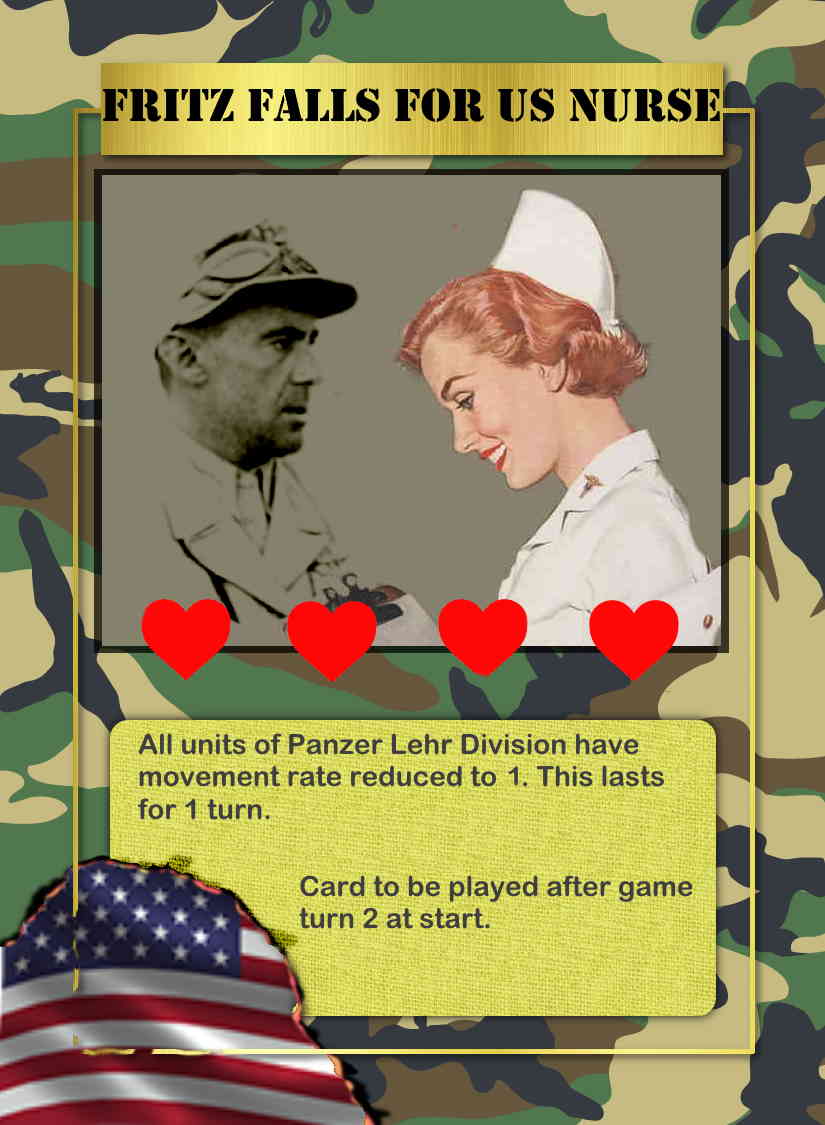 FRITZ FALLS FOR US NURSE
All units of Panzer Lehr Division have
movement rate reduced to 1. This lasts
for 1 turn.
Card to be played after game
turn 2 at start.